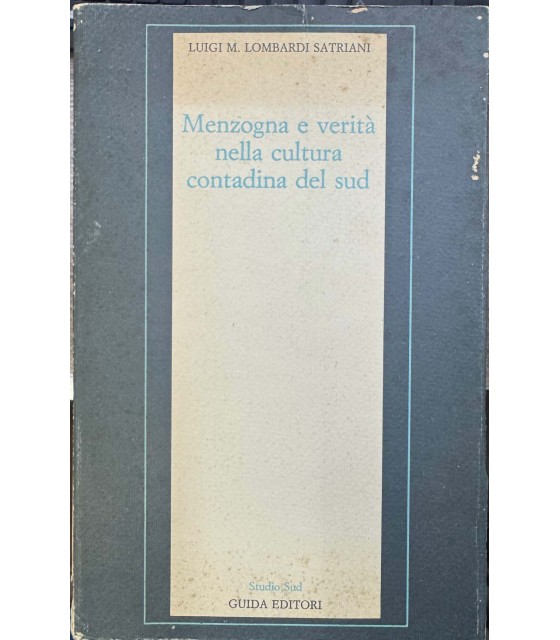 LUIGI M. LOMBARDI SATRIANI
Menzogna e verità
nella cultura
contadina del sud
Studio Sud
GUIDA EDITORI